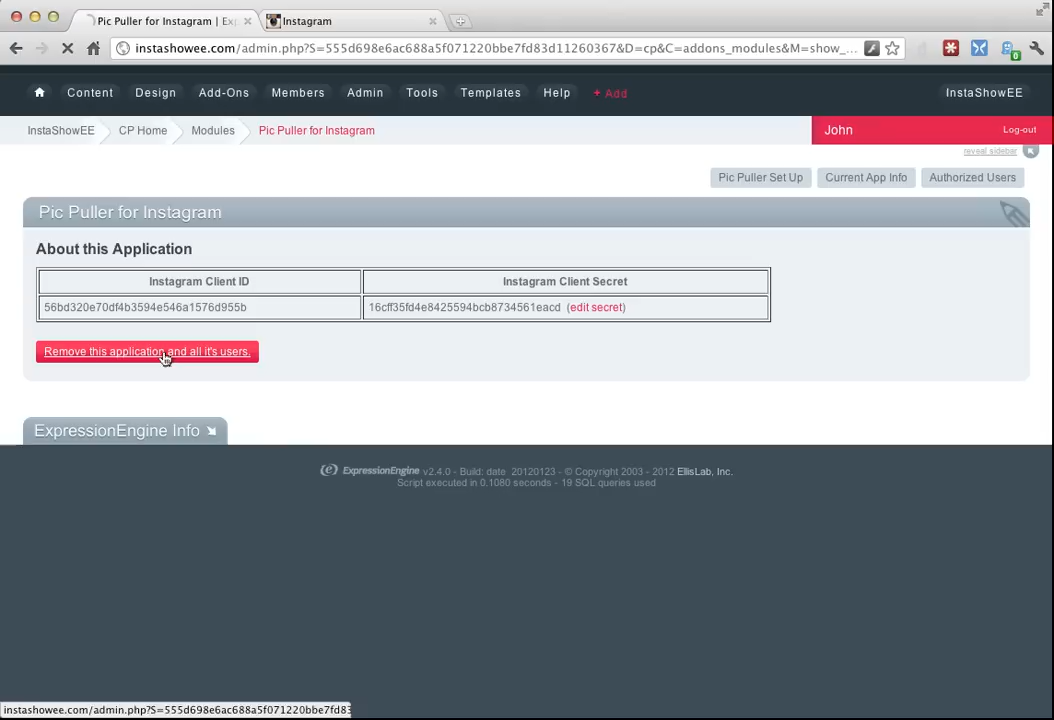 Pic Puller for Instagram | Ex
Instagram
instashowee.com/admin.php?S=555d698e6ac688a5f071220bbe7fd83d11260367&D=cp&C=addons_modules&M=show_...
0
Content Design Add-Ons Members Admin Tools Templates Help + Add InstaShowEE
InstaShowEE CP Home Modules Pic Puller for Instagram John Log-out
reveal sidebar
Pic Puller Set Up Current App Info Authorized Users
Pic Puller for Instagram
About this Application
Instagram Client ID Instagram Client Secret
56bd320e70df4b3594e546a1576d955b 16cff35fd4e8425594bcb8734561eacd (edit secret)
Remove this application and all it's users.
ExpressionEngine Info
ExpressionEngine v2.4.0 - Build: date 20120123 - © Copyright 2003 - 2012 EllisLab, Inc.
Script executed in 0.1080 seconds - 19 SQL queries used
instashowee.com/admin.php?S=555d698e6ac688a5f071220bbe7fd83